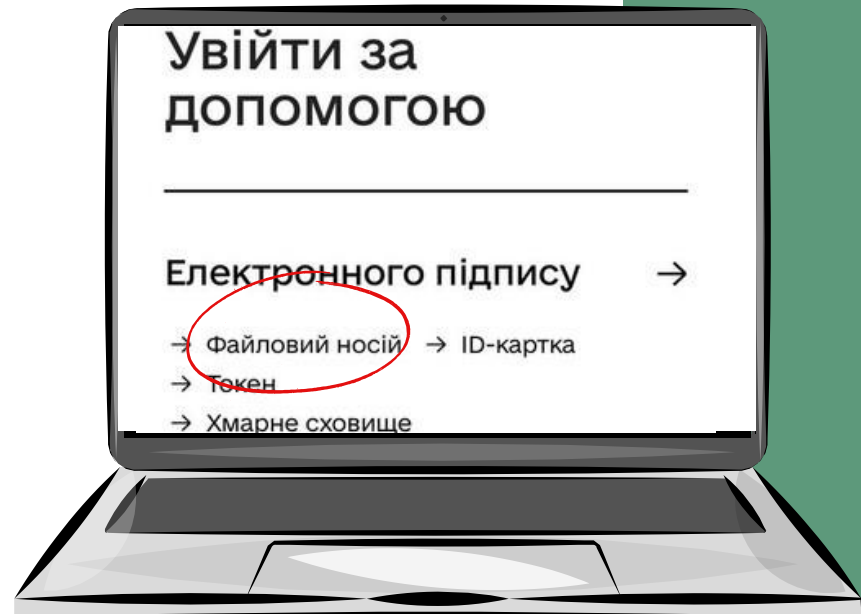 Увійти за
допомогою
Електронного підпису →
→ Файловий носій → ID-картка
→ Токен
→ Хмарне сховище